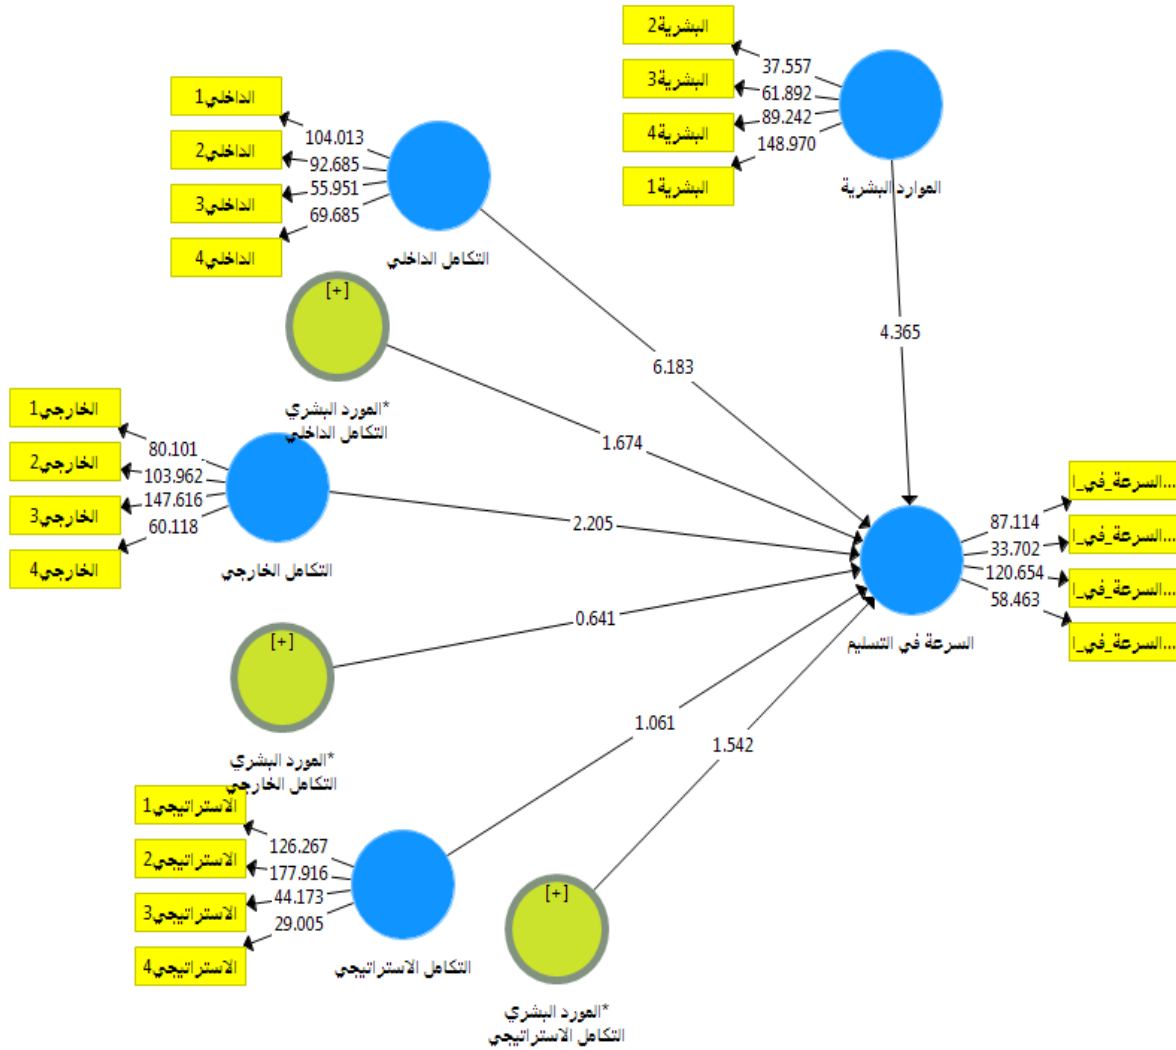 البشرية2
البشرية3
البشرية4
البشرية1
37.557
61.892
89.242
148.970
الموارد البشرية
الداخلي1
الداخلي2
الداخلي3
الداخلي4
104.013
92.685
55.951
69.685
التكامل الداخلي
[+]
المورد البشري*
التكامل الداخلي
4.365
6.183
1.674
الخارجي1
الخارجي2
الخارجي3
الخارجي4
80.101
103.962
147.616
60.118
التكامل الخارجي
2.205
0.641
السرعة_في_ا...
السرعة_في_ا...
السرعة_في_ا...
السرعة_في_ا...
87.114
33.702
120.654
58.463
السرعة في التسليم
[+]
المورد البشري*
التكامل الخارجي
1.061
1.542
الاستراتيجي1
الاستراتيجي2
الاستراتيجي3
الاستراتيجي4
126.267
177.916
44.173
29.005
التكامل الاستراتيجي
[+]
المورد البشري*
التكامل الاستراتيجي